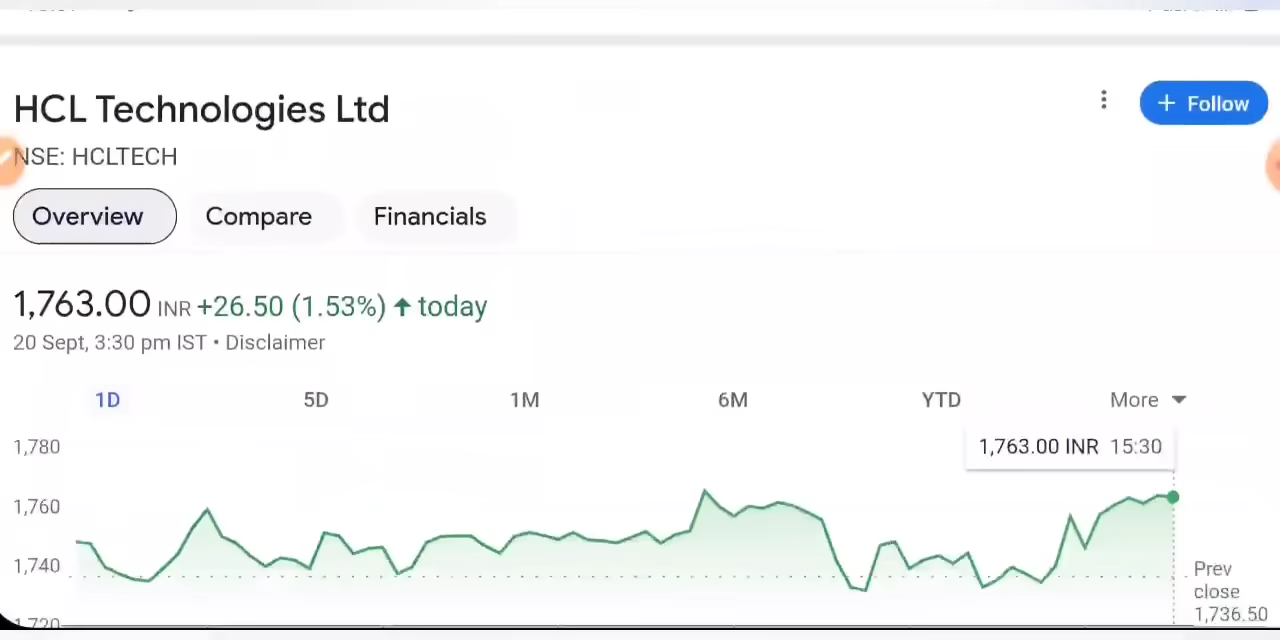 HCL Technologies Ltd
+ Follow
NSE: HCLTECH
Overview Compare Financials
1,763.00 INR +26.50 (1.53%) ↑ today
20 Sept, 3:30 pm IST • Disclaimer
1D 5D 1M 6M YTD More
1,780
1,763.00 INR 15:30
1,760
1,740
Prev
close
1,736.50
1,720